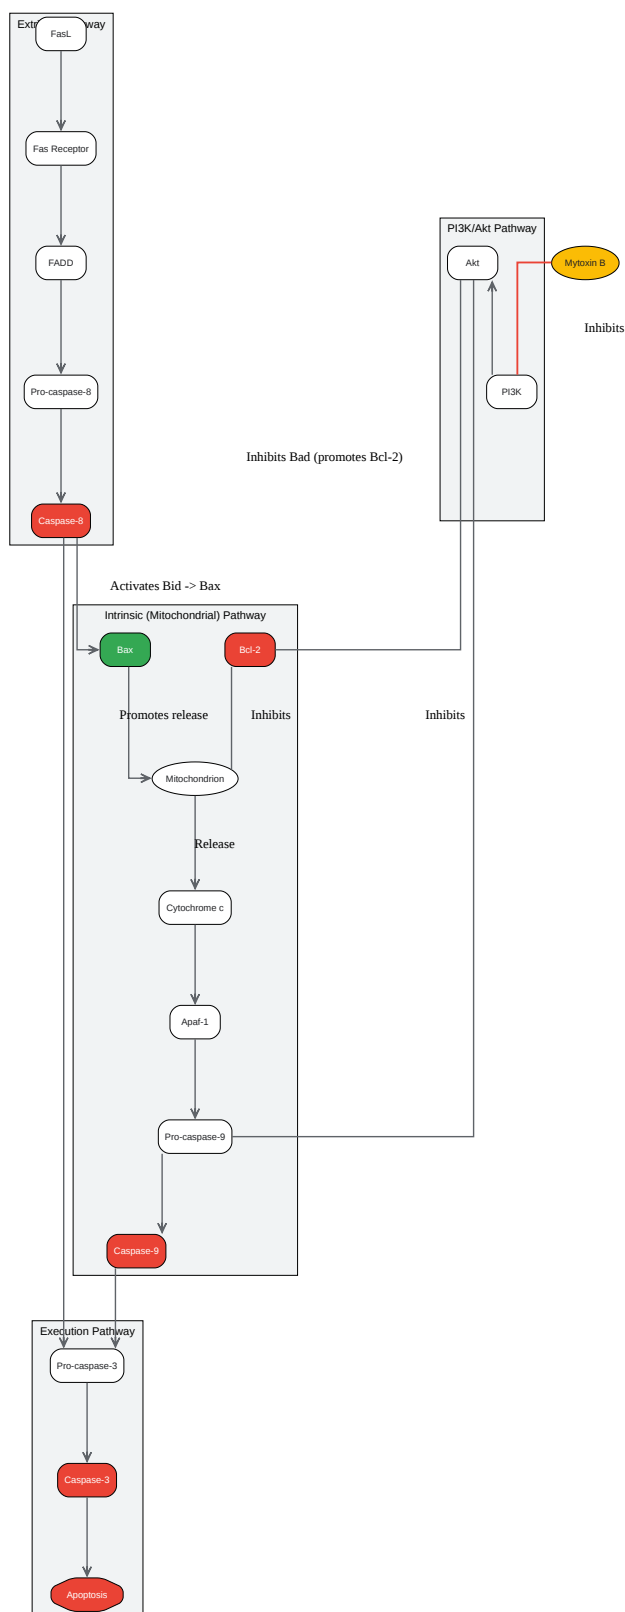 Extr way
FasL
Fas Receptor
FADD
Pro-caspase-8
Caspase-8
PI3K/Akt Pathway
Akt
Mytoxin B
Inhibits
PI3K
Inhibits Bad (promotes Bcl-2)
Activates Bid -> Bax
Intrinsic (Mitochondrial) Pathway
Bax
Bcl-2
Promotes release
Inhibits
Inhibits
Mitochondrion
Release
Cytochrome c
Apaf-1
Pro-caspase-9
Caspase-9
Execution Pathway
Pro-caspase-3
Caspase-3
Apoptosis